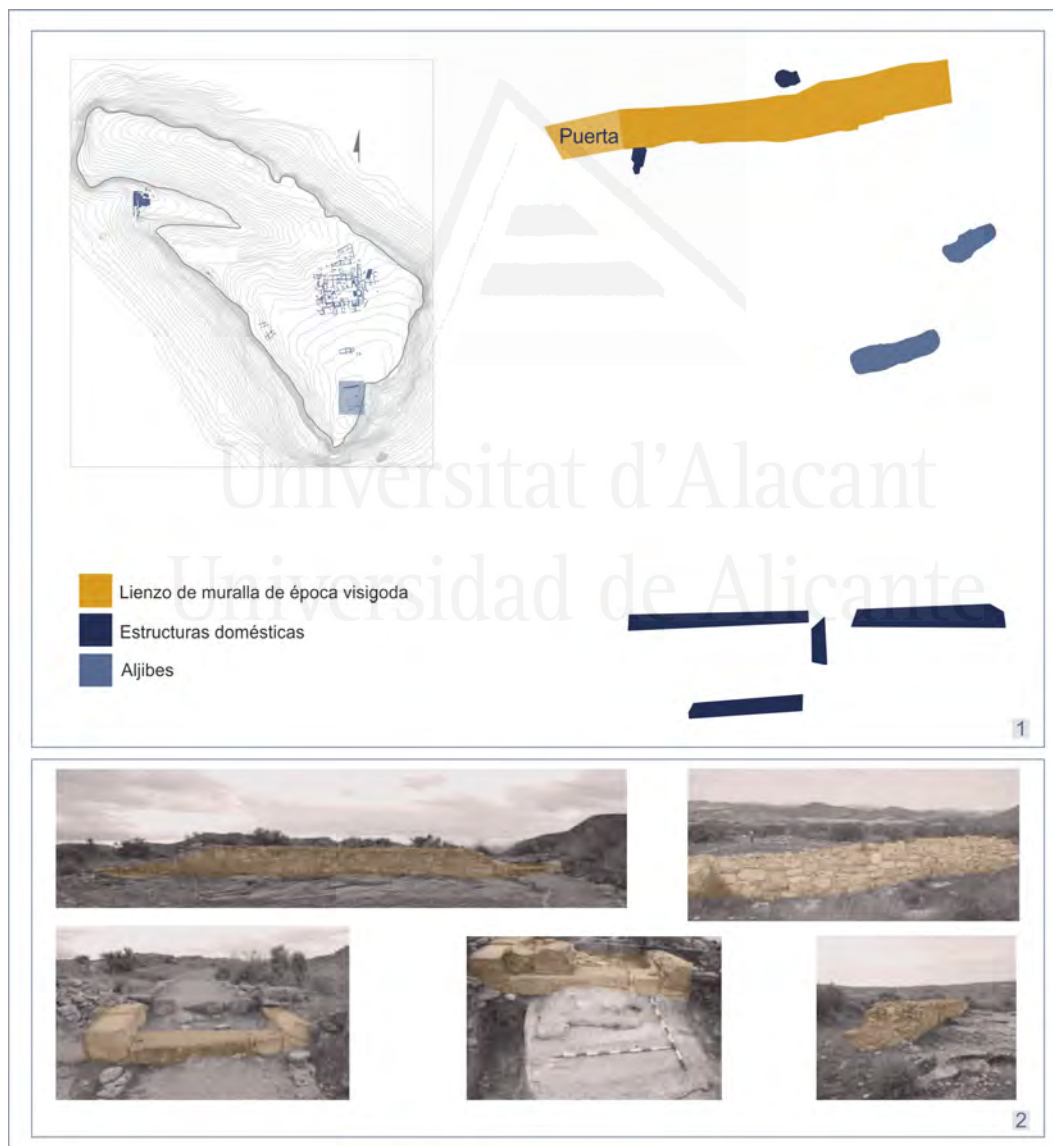 Puerta
Universitat d'Alacant
Universidad de Alicante
Lienzo de muralla de época visigoda
Estructuras domésticas
Aljibes
1
2